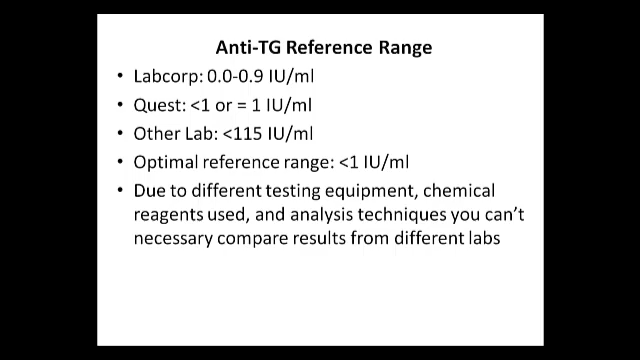 Anti-TG Reference Range
• Labcorp: 0.0-0.9 IU/ml
• Quest: <1 or = 1 IU/ml
• Other Lab: <115 IU/ml
• Optimal reference range: <1 IU/ml
• Due to different testing equipment, chemical
reagents used, and analysis techniques you can't
necessary compare results from different labs